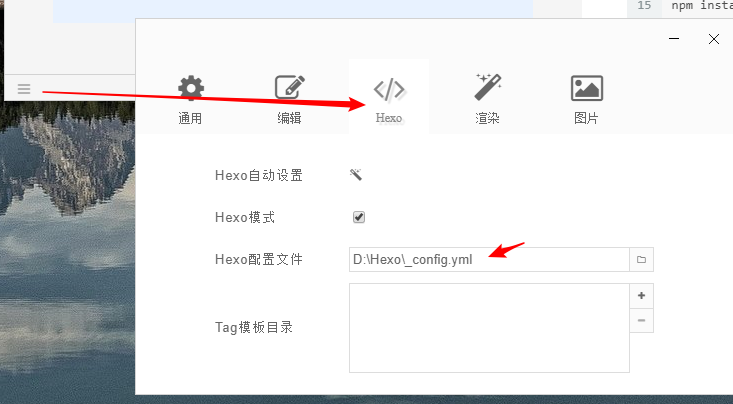 15 npm insta
通用 编辑 Hexo 渲染 图片
Hexo自动设置
Hexo模式
Hexo配置文件 D:\Hexo\_config.yml
Tag模板目录